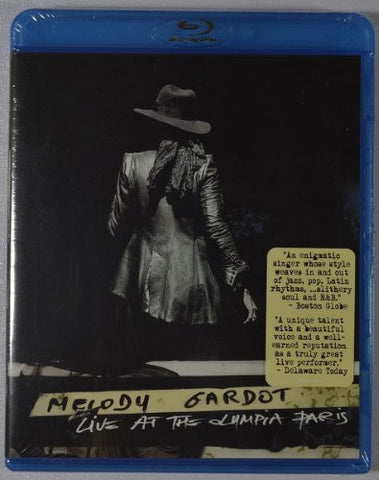 Blu-ray Disc
"An enigmatic
singer whose style
weaves in and out
of jazz, pop, Latin
rhythms, ...slithery
soul and R&B."
- Boston Globe
"A unique talent
with a beautiful
voice and a well-
earned reputation
as a truly great
live performer."
- Delaware Today
MELODY GARDOT
LIVE AT THE OLYMPIA PARIS